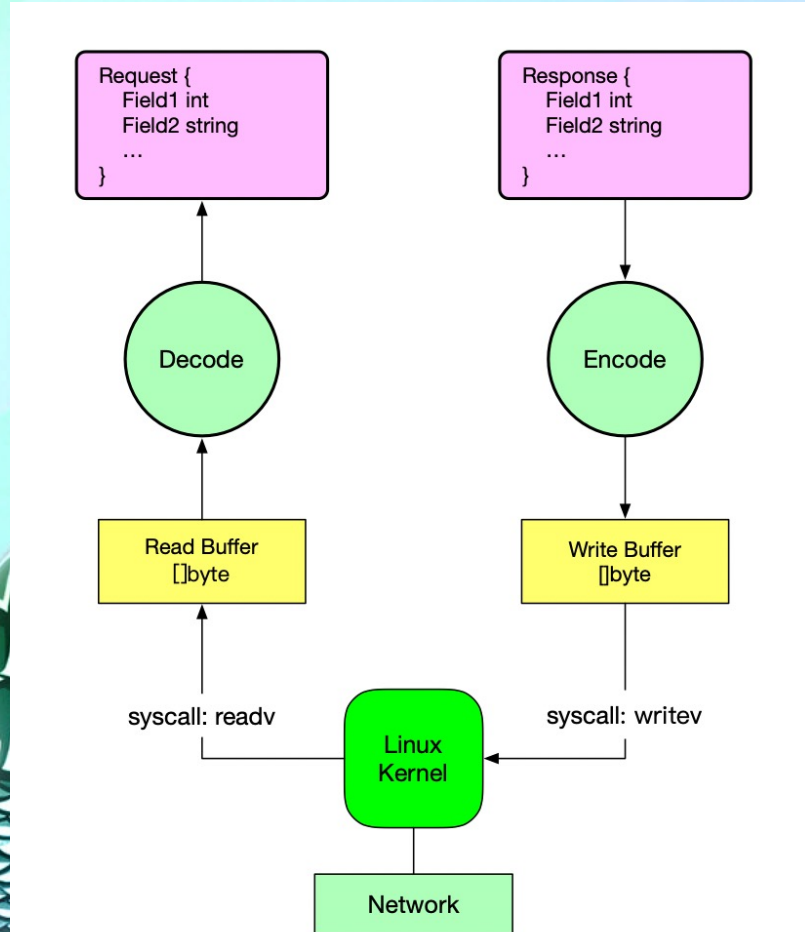 Request {
Field1 int
Field2 string
...
}
Response {
Field1 int
Field2 string
...
}
Decode
Encode
Read Buffer
[]byte
Write Buffer
[]byte
syscall: readv
syscall: writev
Linux
Kernel
Network